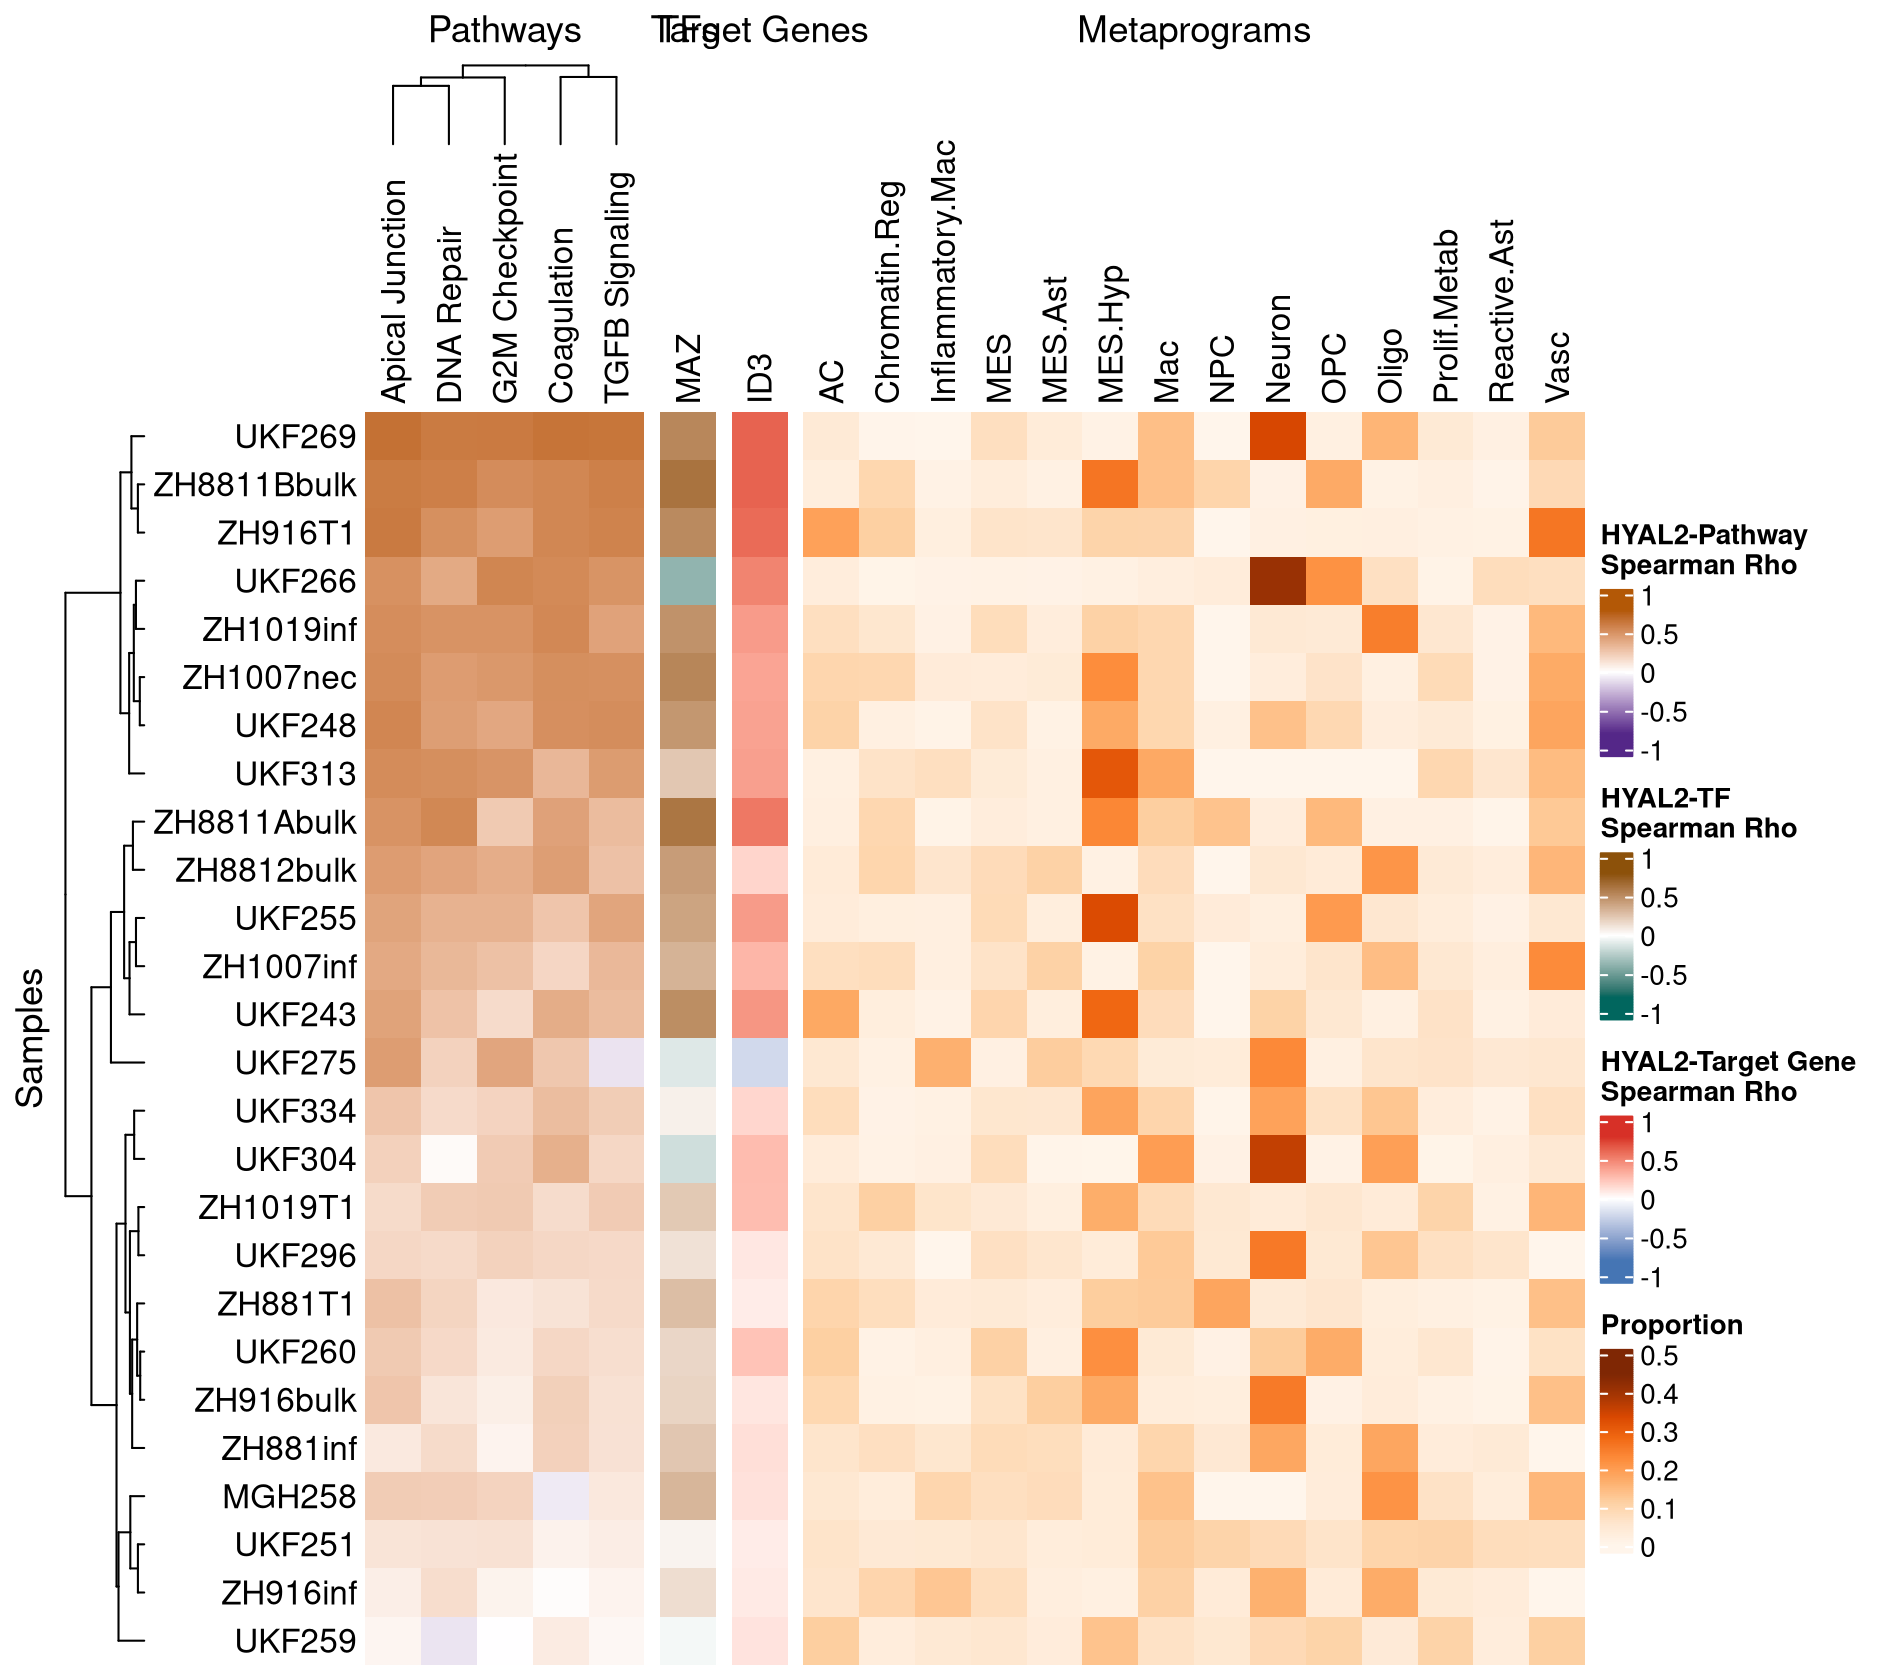 Pathways
TFs
Target Genes
Metaprograms
Apical Junction
DNA Repair
G2M Checkpoint
Coagulation
TGFB Signaling
MAZ
ID3
AC
Chromatin.Reg
Inflammatory.Mac
MES
MES.Ast
MES.Hyp
Mac
NPC
Neuron
OPC
Oligo
Prolif.Metab
Reactive.Ast
Vasc
Samples
UKF269
ZH8811Bbulk
ZH916T1
UKF266
ZH1019inf
ZH1007nec
UKF248
UKF313
ZH8811Abulk
ZH8812bulk
UKF255
ZH1007inf
UKF243
UKF275
UKF334
UKF304
ZH1019T1
UKF296
ZH881T1
UKF260
ZH916bulk
ZH881inf
MGH258
UKF251
ZH916inf
UKF259
HYAL2-Pathway
Spearman Rho
1
0.5
0
-0.5
-1
HYAL2-TF
Spearman Rho
1
0.5
0
-0.5
-1
HYAL2-Target Gene
Spearman Rho
1
0.5
0
-0.5
-1
Proportion
0.5
0.4
0.3
0.2
0.1
0